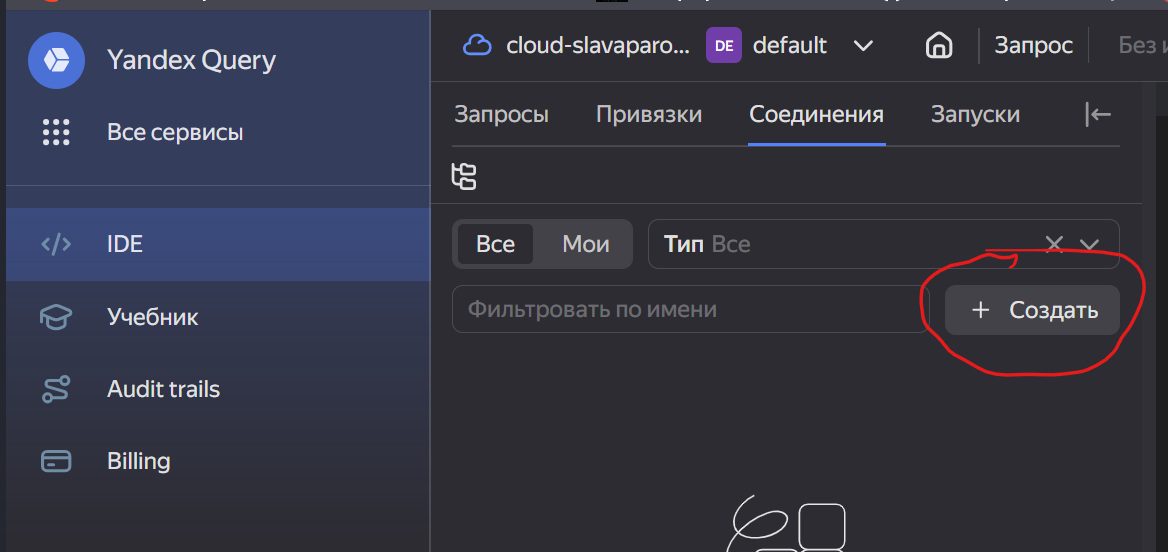 Yandex Query
Все сервисы
IDE
Учебник
Audit trails
Billing
cloud-slavaparo... DE default Запрос Без
Запросы Привязки Соединения Запуски
Все Мои Тип Все
Фильтровать по имени + Создать